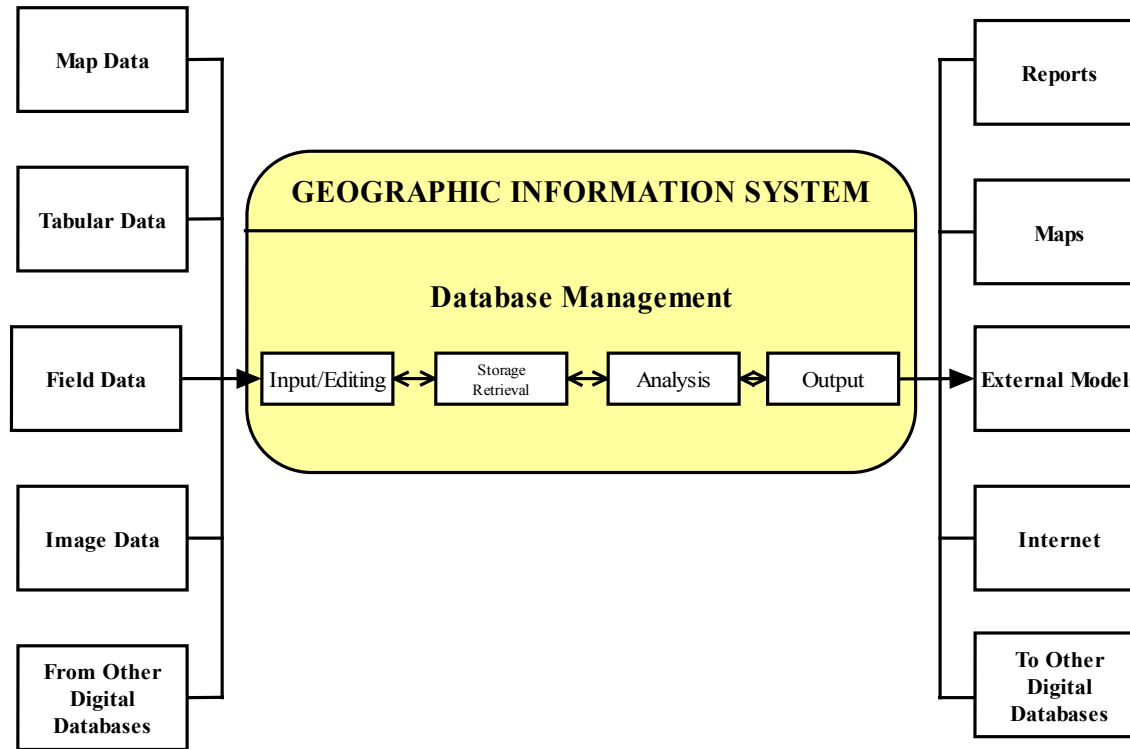 Map Data
Tabular Data
Field Data
Image Data
From Other
Digital
Databases
GEOGRAPHIC INFORMATION SYSTEM
Database Management
Input/Editing
Storage
Retrieval
Analysis
Output
Reports
Maps
External Models
Internet
To Other
Digital
Databases